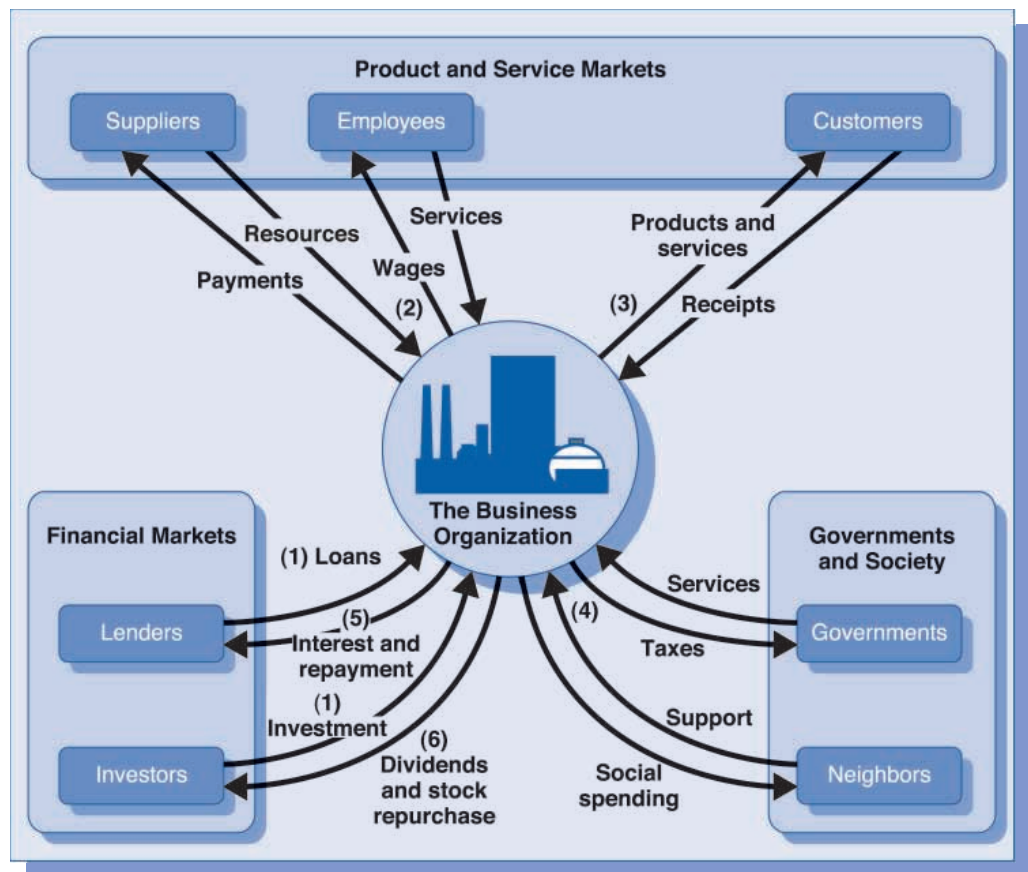 Product and Service Markets
Suppliers
Employees
Customers
Resources
Payments
Services
Wages
(2)
Products and
services
(3)
Receipts
The Business
Organization
Financial Markets
(1) Loans
Lenders
(5)
Interest and
repayment
(1)
Investment
Investors
(6)
Dividends
and stock
repurchase
Governments
and Society
Services
(4)
Governments
Taxes
Support
Neighbors
Social
spending